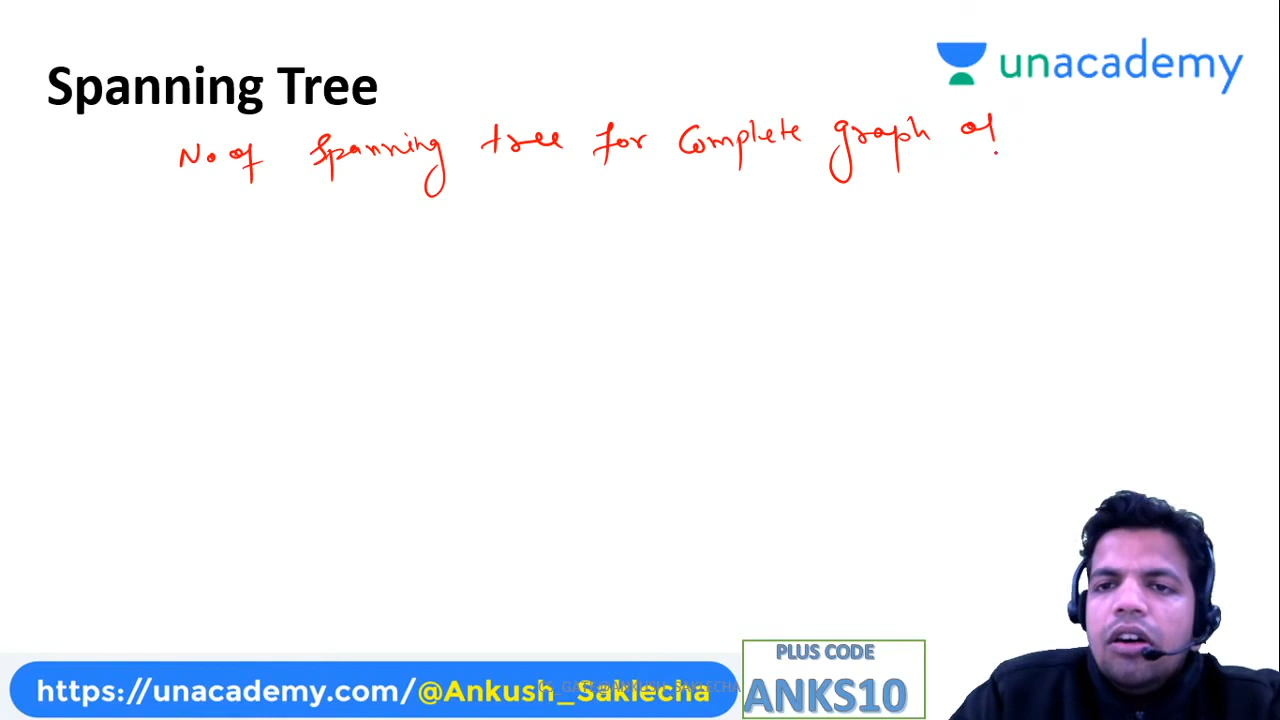 unacademy
Spanning Tree
No of spanning tree for complete graph of
PLUS CODE
https://unacademy.com/@Ankush_Saklecha
ANKS10